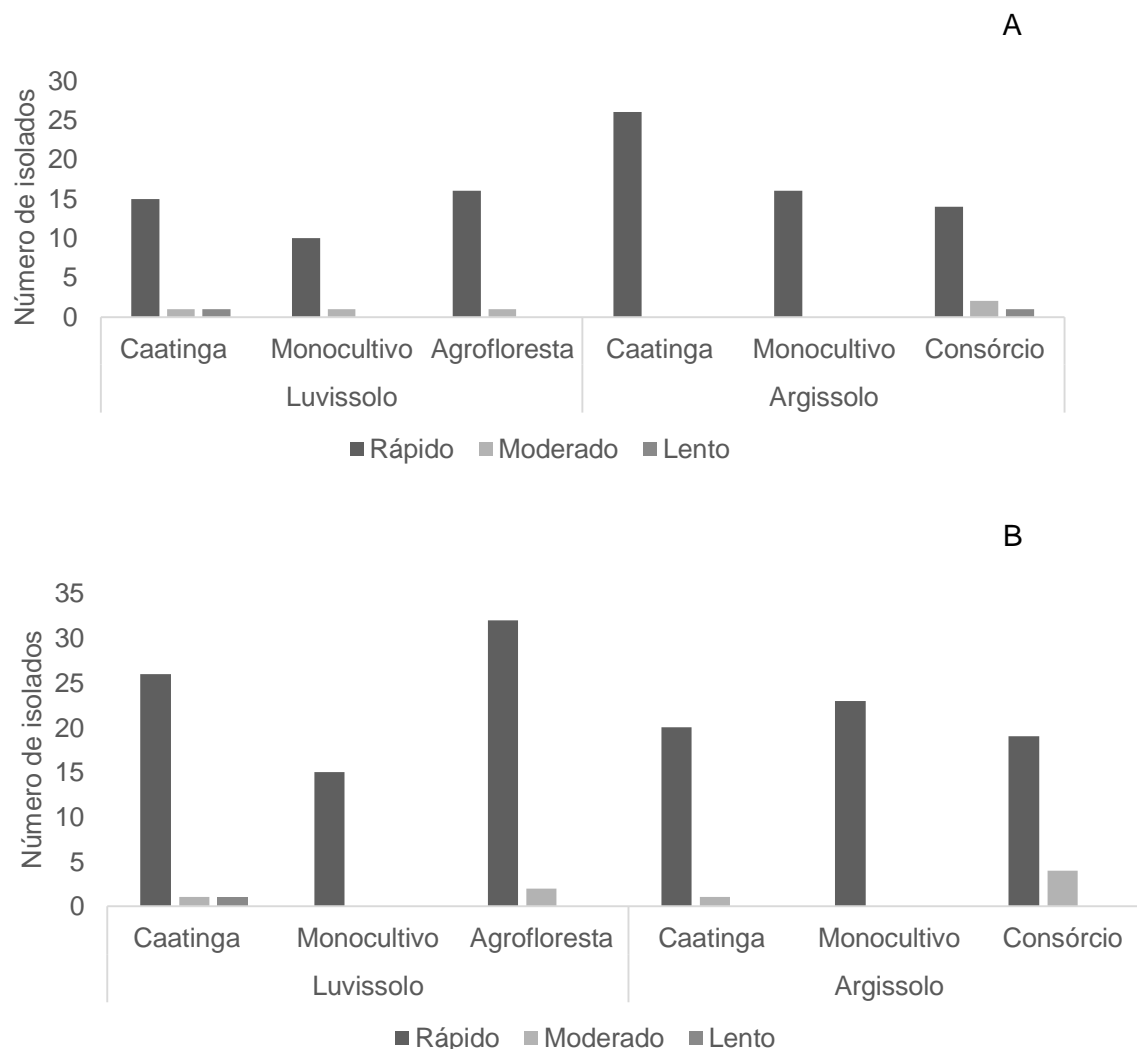 A
Número de isolados
30
25
20
15
10
5
0
Caatinga Monocultivo Agrofloresta Caatinga Monocultivo Consórcio
Luvissolo Argissolo
Rápido Moderado Lento
B
Número de isolados
35
30
25
20
15
10
5
0
Caatinga Monocultivo Agrofloresta Caatinga Monocultivo Consórcio
Luvissolo Argissolo
Rápido Moderado Lento